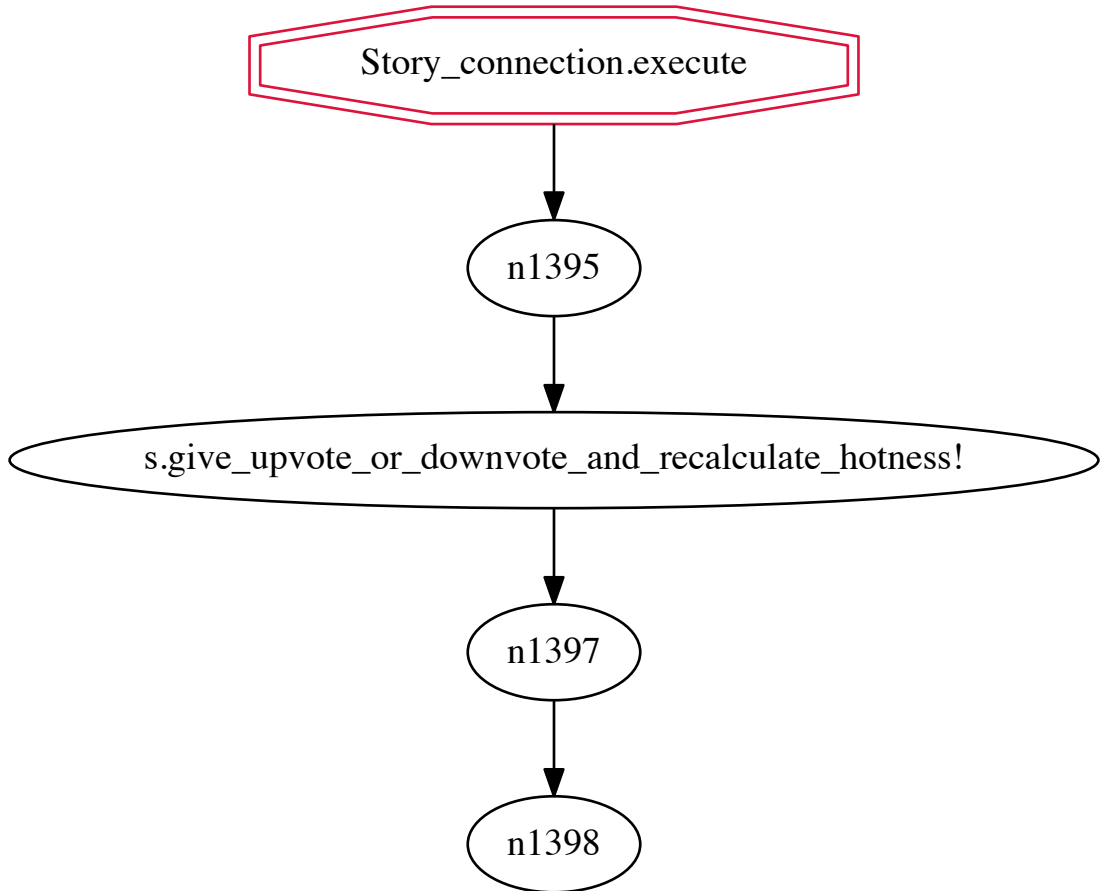 Story_connection.execute
n1395
s.give_upvote_or_downvote_and_recalculate_hotness!
n1397
n1398